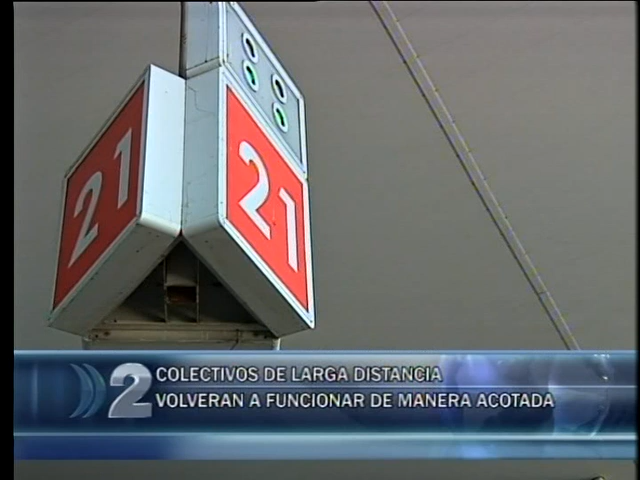 21
21
2
COLECTIVOS DE LARGA DISTANCIA
VOLVERAN A FUNCIONAR DE MANERA ACOTADA